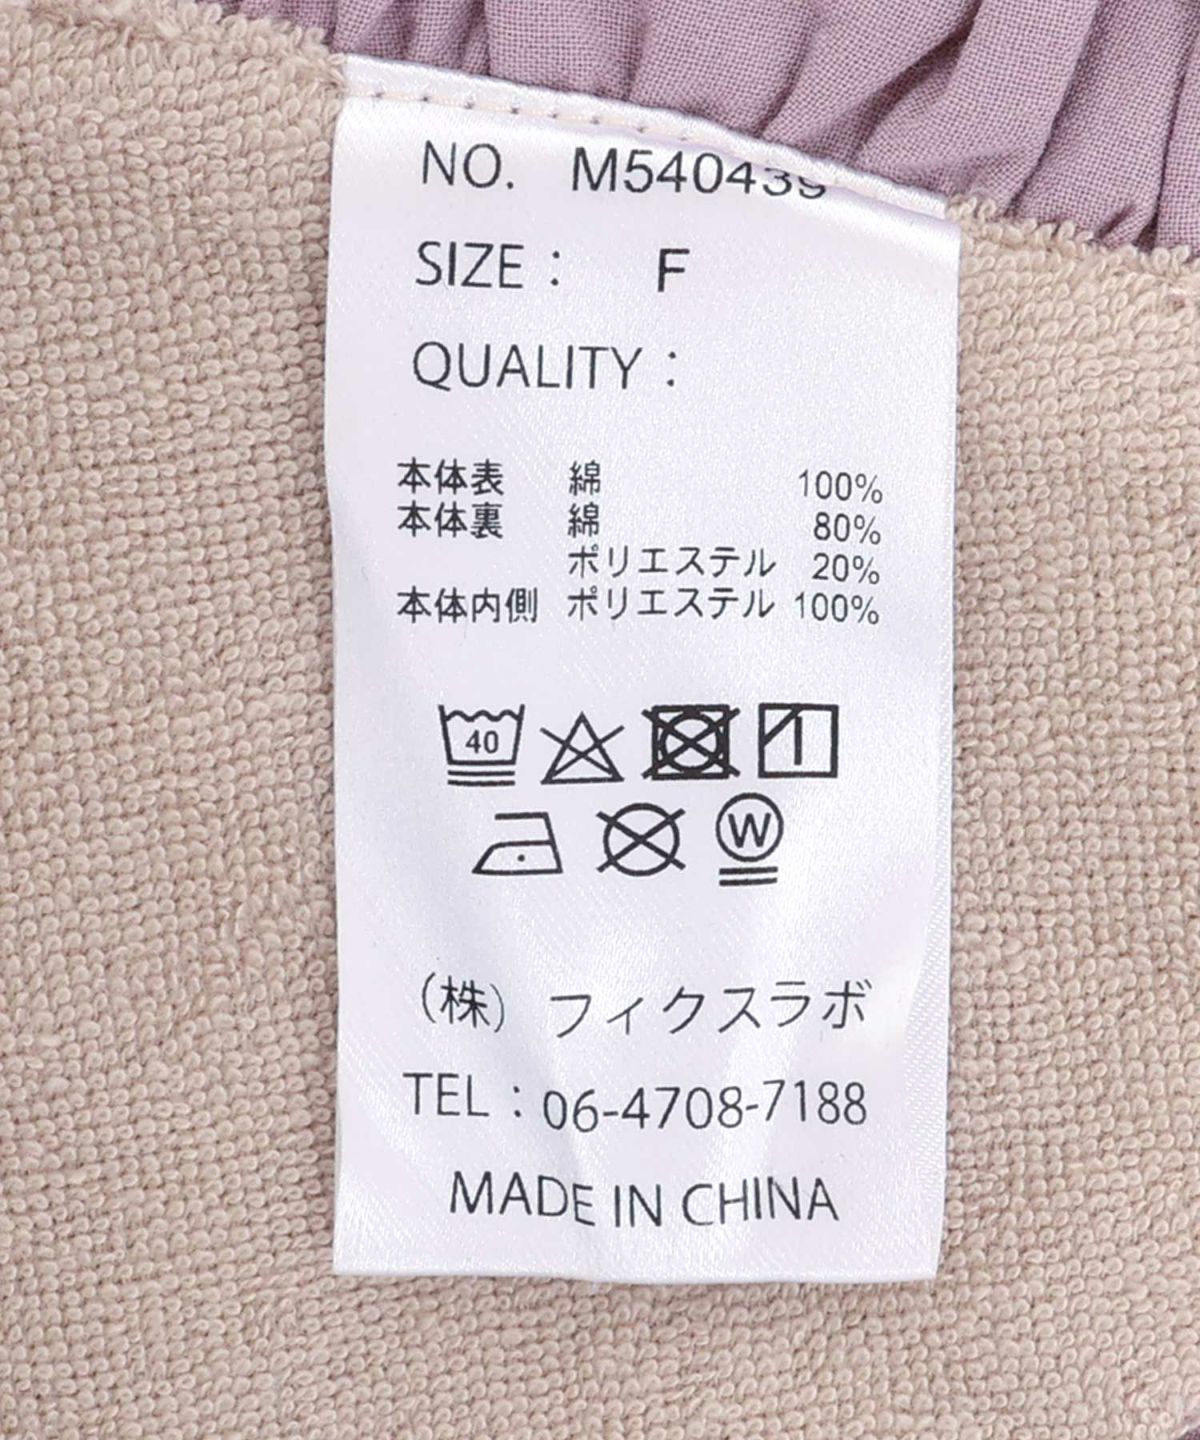 NO. M540439
SIZE : F
QUALITY :
本体表 綿 100%
本体裏 綿 80%
ポリエステル 20%
本体内側 ポリエステル 100%
40
W
(株) フィクスラボ
TEL : 06-4708-7188
MADE IN CHINA